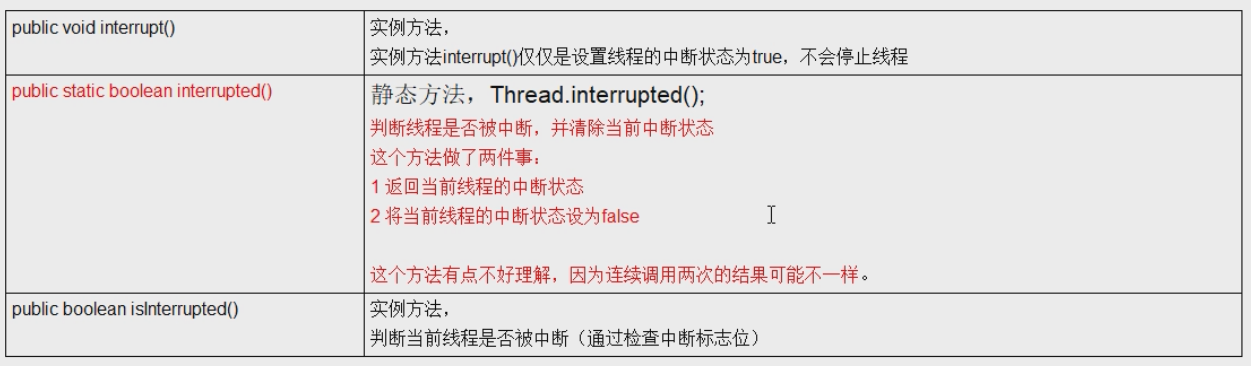 public void interrupt()
实例方法，
实例方法interrupt()仅仅是设置线程的中断状态为true，不会停止线程
public static boolean interrupted()
静态方法，Thread.interrupted();
判断线程是否被中断，并清除当前中断状态
这个方法做了两件事：
1 返回当前线程的中断状态
2 将当前线程的中断状态设为false
这个方法有点不好理解，因为连续调用两次的结果可能不一样。
public boolean isInterrupted()
实例方法，
判断当前线程是否被中断（通过检查中断标志位）